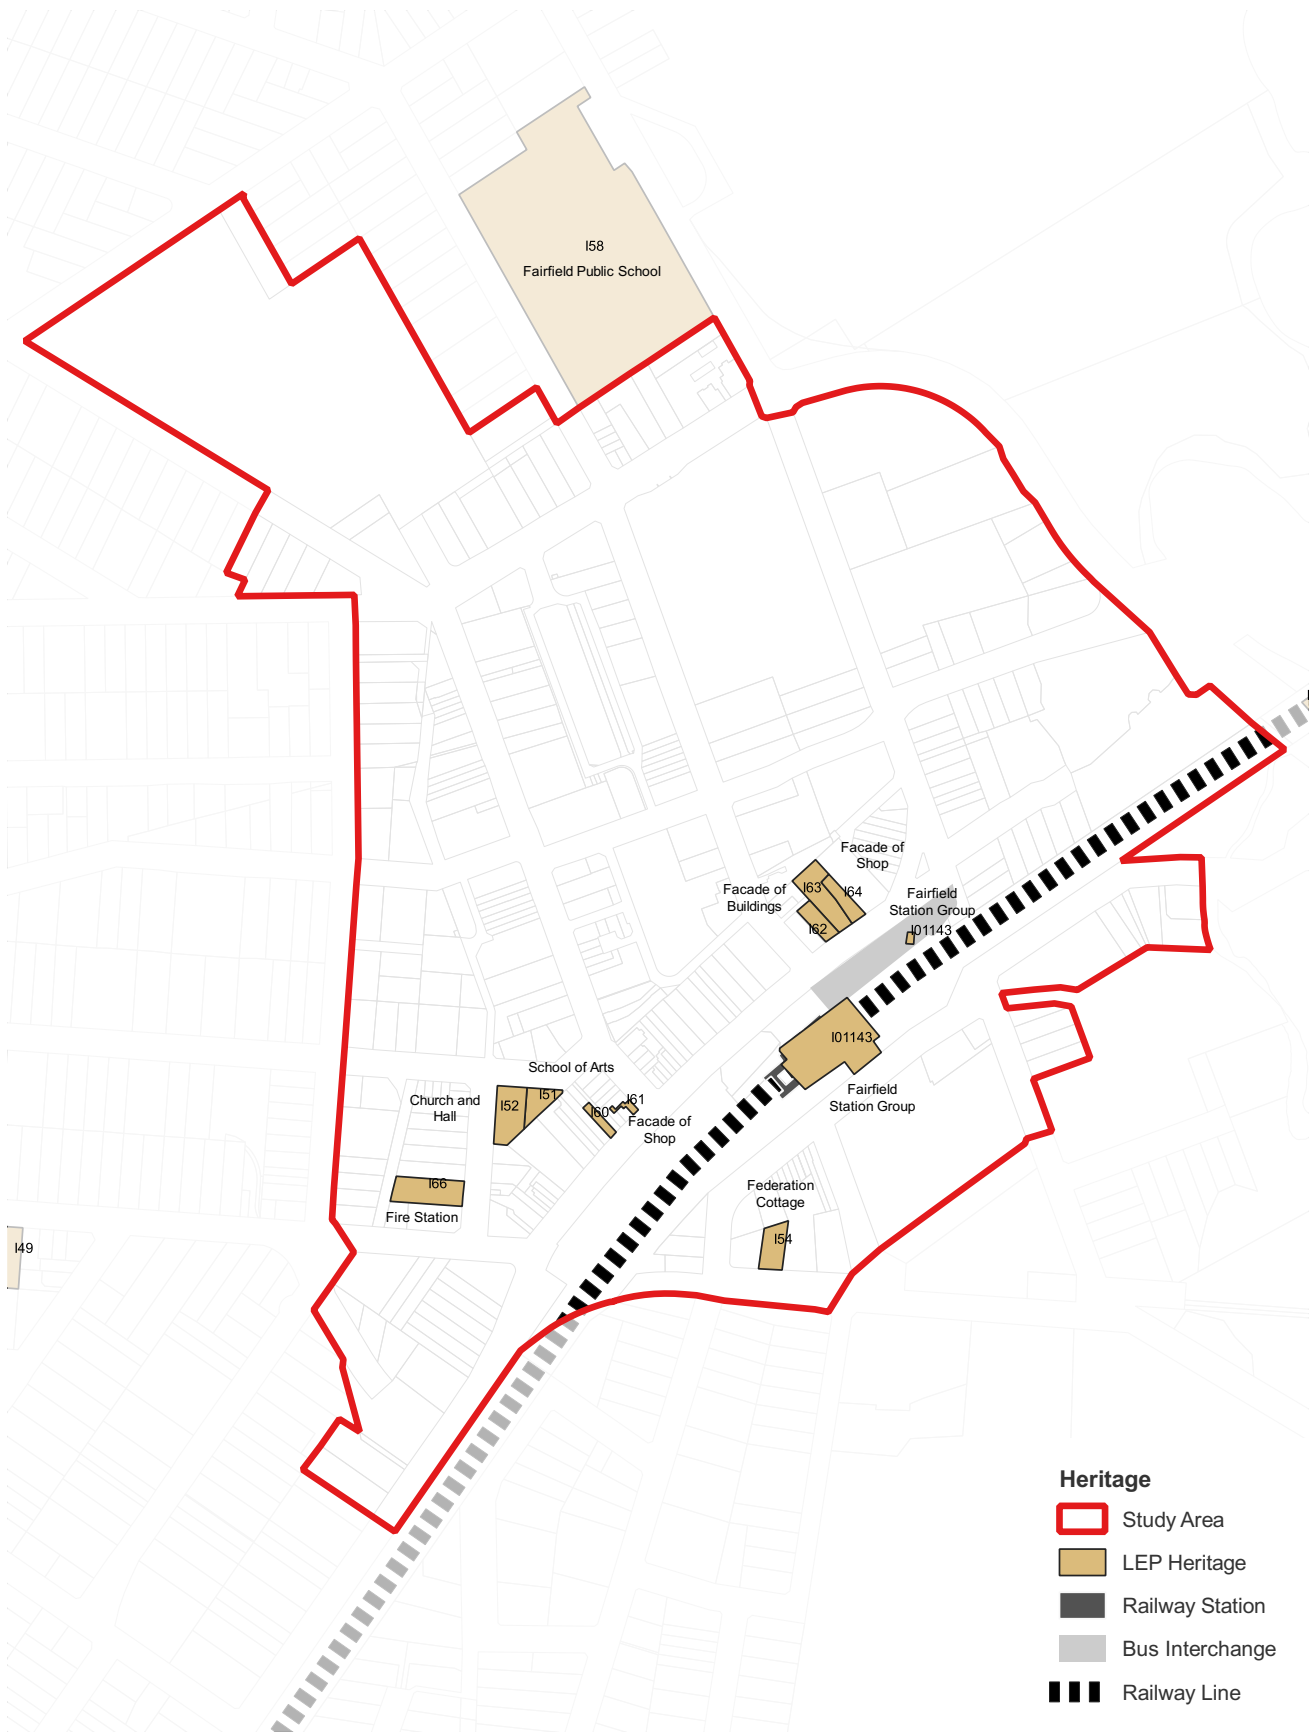 I58
Fairfield Public School
Facade of
Shop
I63
I64
Facade of
Buildings
I62
Fairfield
Station Group
I01143
I01143
Fairfield
Station Group
School of Arts
Church and
Hall
I52
I51
I60
I61
Facade of
Shop
I66
Fire Station
Federation
Cottage
I54
I49
Heritage
Study Area
LEP Heritage
Railway Station
Bus Interchange
Railway Line